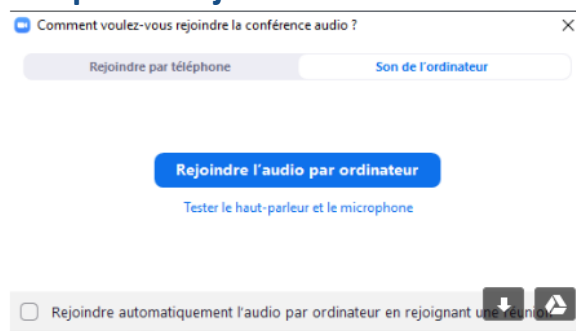 Comment voulez-vous rejoindre la conférence audio ?
Rejoindre par téléphone
Son de l'ordinateur
Rejoindre l'audio par ordinateur
Tester le haut-parleur et le microphone
Rejoindre automatiquement l'audio par ordinateur en rejoignant une réunion